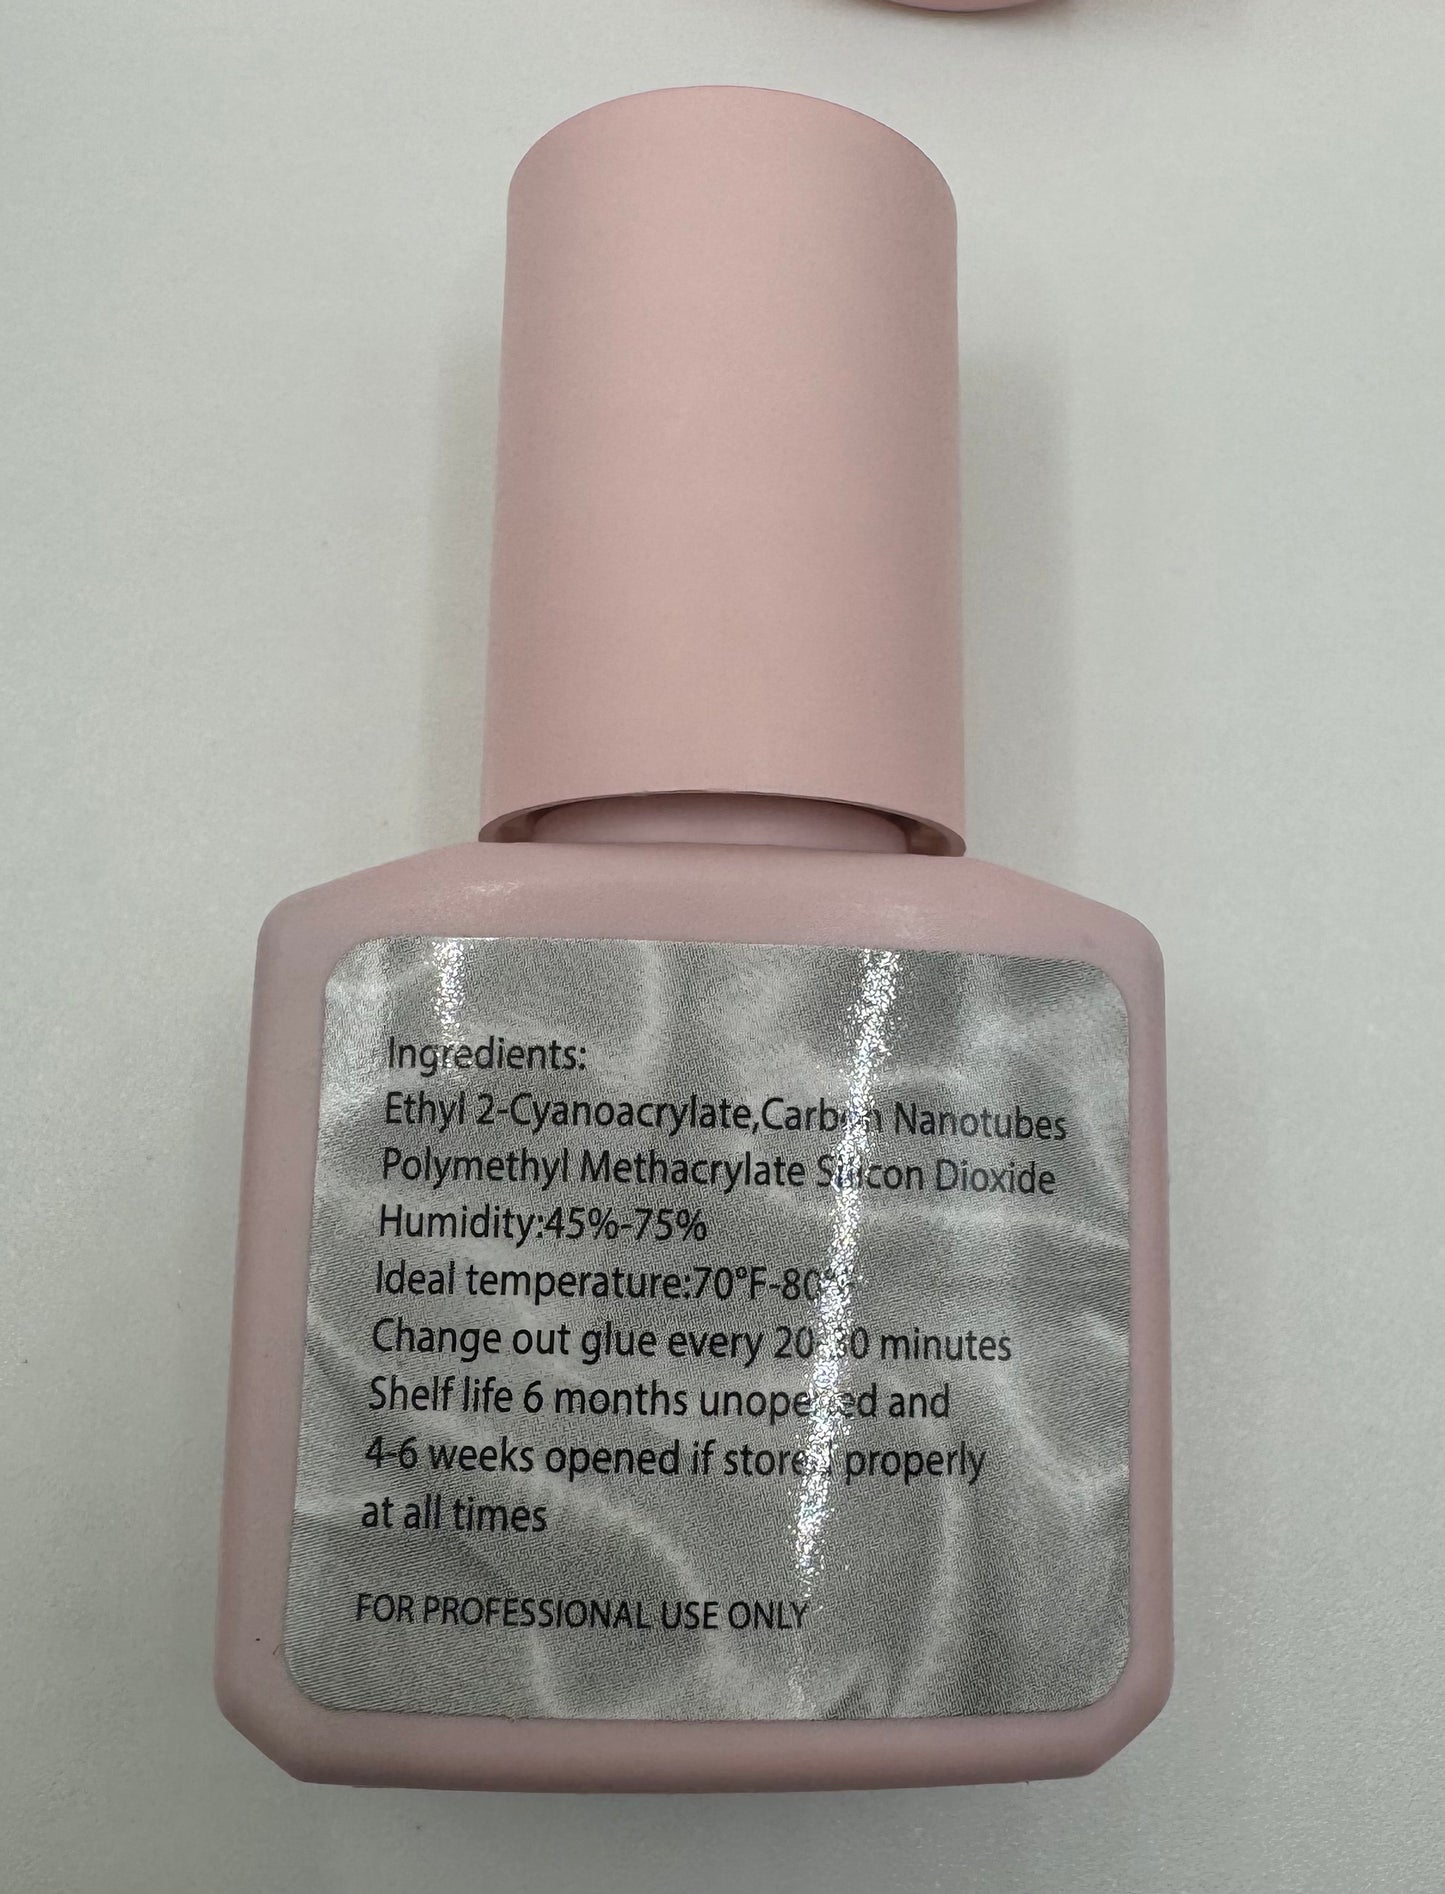 Ingredients:
Ethyl 2-Cyanoacrylate,Carbon Nanotubes
Polymethyl Methacrylate Silicon Dioxide
Humidity:45%-75%
Ideal temperature:70°F-80°F
Change out glue every 20-30 minutes
Shelf life 6 months unopened and
4-6 weeks opened if stored properly
at all times
FOR PROFESSIONAL USE ONLY